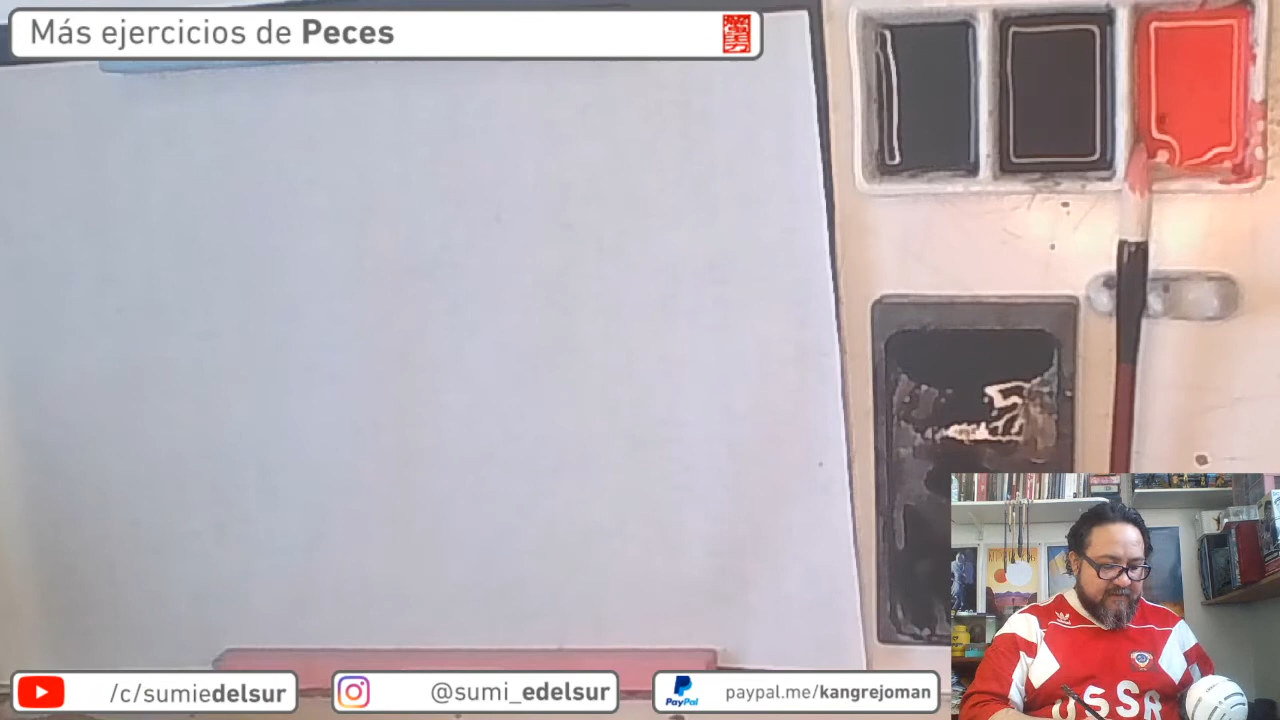 Más ejercicios de Peces
/c/sumiedelsur
@sumi_edelsur
PayPal
paypal.me/kangrejoman
USSR